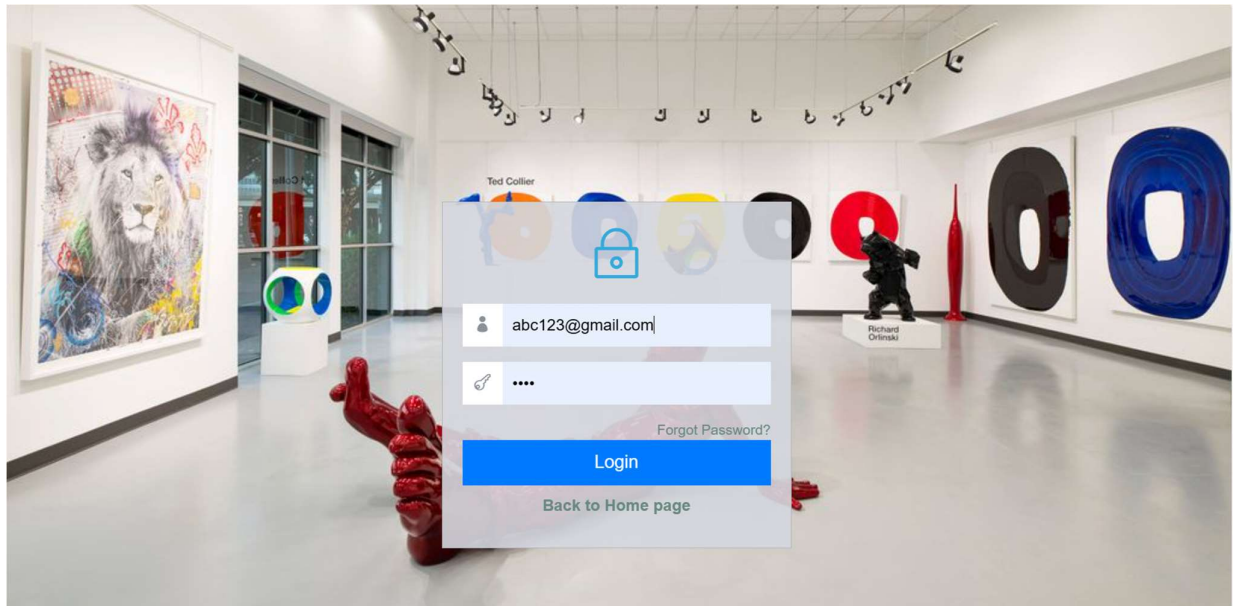 Ted Collier
abc123@gmail.com
••••
Forgot Password?
Login
Back to Home page
Richard
Orlinski